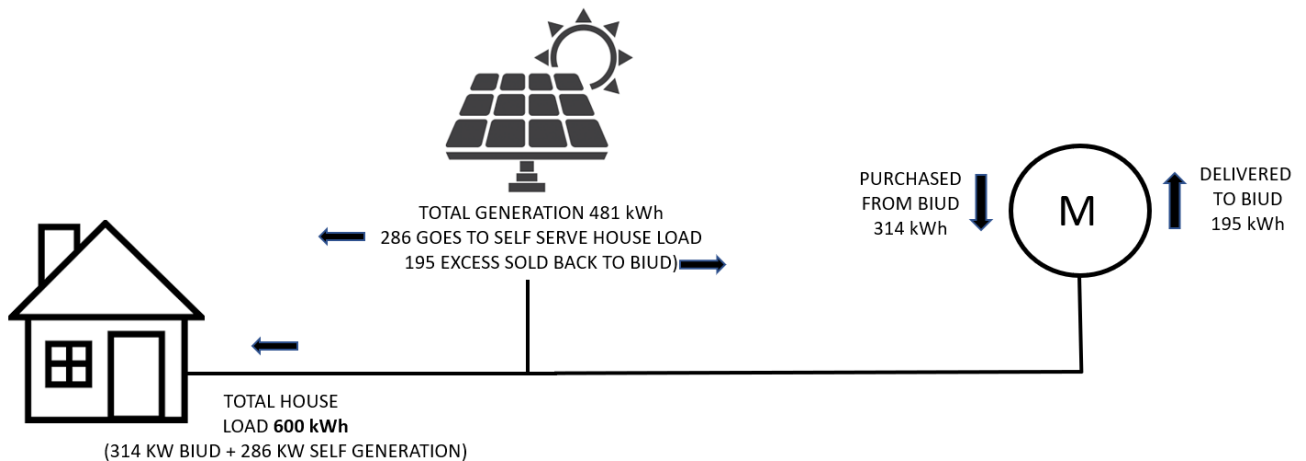 TOTAL GENERATION 481 kWh
286 GOES TO SELF SERVE HOUSE LOAD
195 EXCESS SOLD BACK TO BIUD)
PURCHASED
FROM BIUD
314 kWh
M
DELIVERED
TO BIUD
195 kWh
TOTAL HOUSE
LOAD 600 kWh
(314 KW BIUD + 286 KW SELF GENERATION)